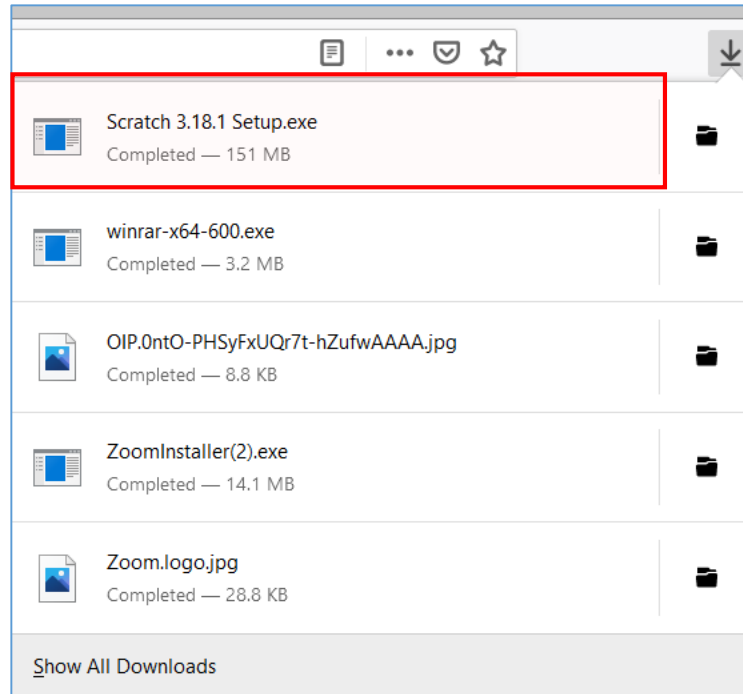 Scratch 3.18.1 Setup.exe
Completed — 151 MB
winrar-x64-600.exe
Completed — 3.2 MB
OIP.0ntO-PHSyFxUQr7t-hZufwAAAA.jpg
Completed — 8.8 KB
ZoomInstaller(2).exe
Completed — 14.1 MB
Zoom.logo.jpg
Completed — 28.8 KB
Show All Downloads